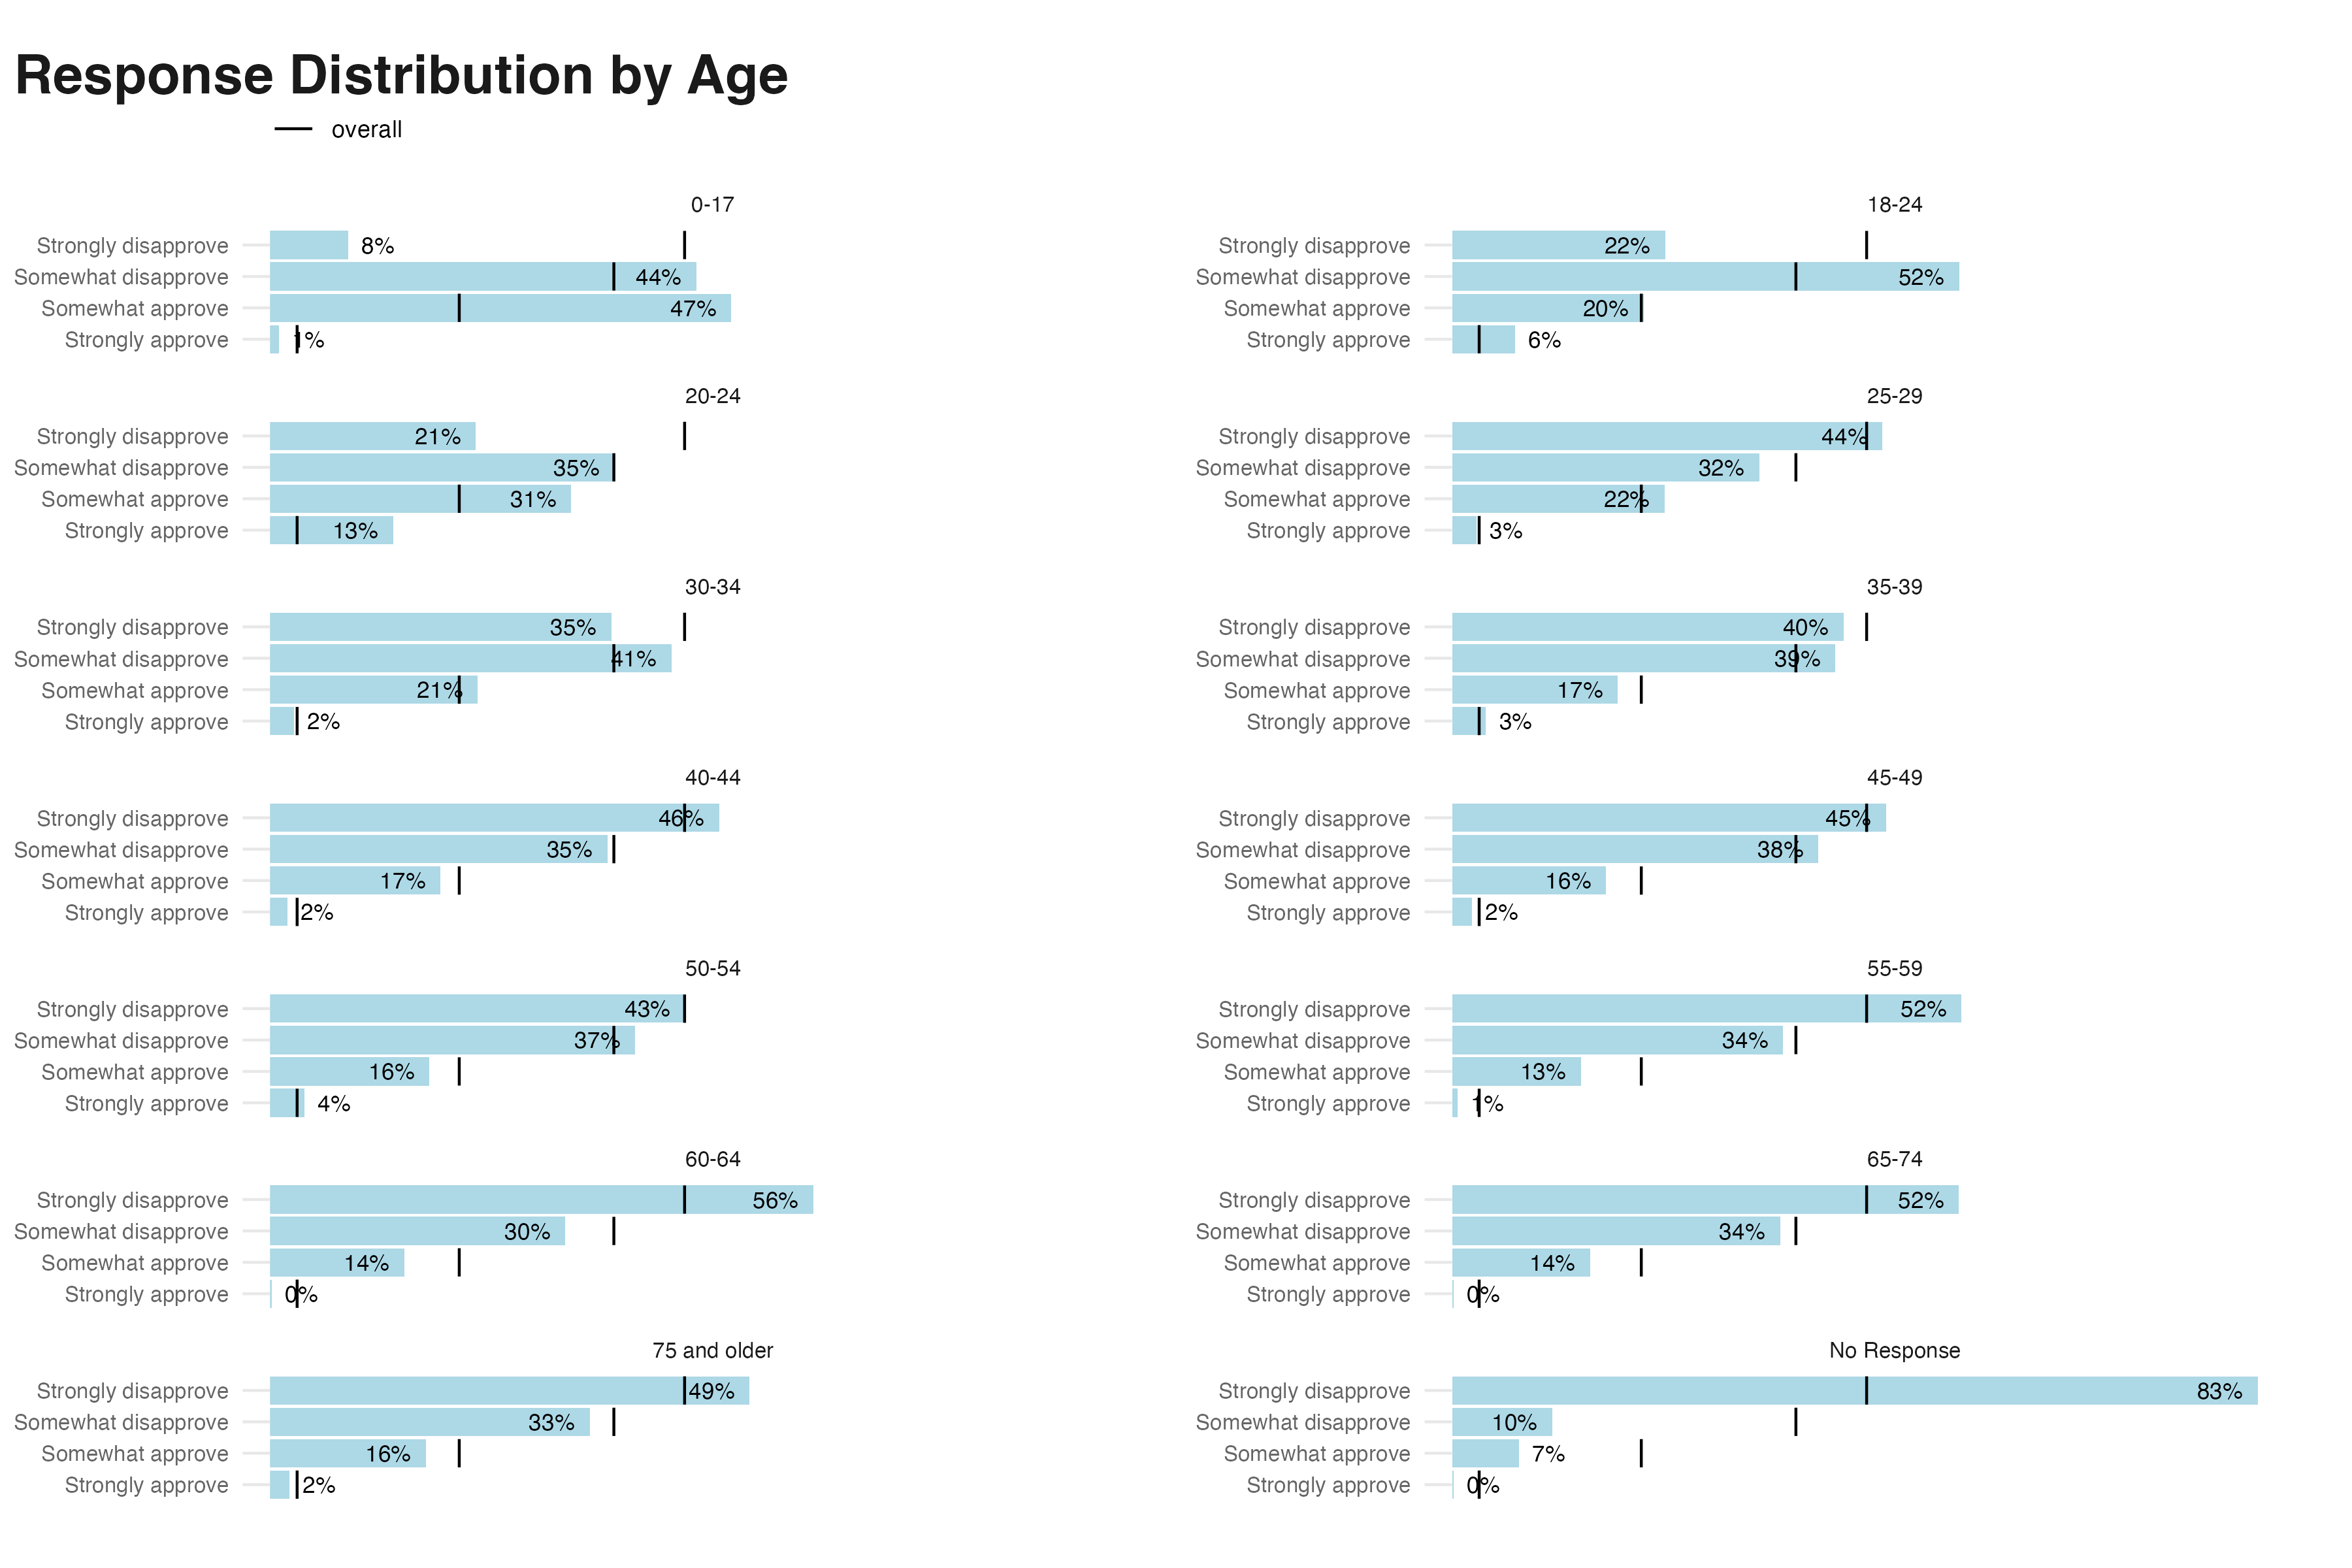 Response Distribution by Age
overall
0-17
Strongly disapprove 8%
Somewhat disapprove 44%
Somewhat approve 47%
Strongly approve 1%
18-24
Strongly disapprove 22%
Somewhat disapprove 52%
Somewhat approve 20%
Strongly approve 6%
20-24
Strongly disapprove 21%
Somewhat disapprove 35%
Somewhat approve 31%
Strongly approve 13%
25-29
Strongly disapprove 44%
Somewhat disapprove 32%
Somewhat approve 22%
Strongly approve 3%
30-34
Strongly disapprove 35%
Somewhat disapprove 41%
Somewhat approve 21%
Strongly approve 2%
35-39
Strongly disapprove 40%
Somewhat disapprove 39%
Somewhat approve 17%
Strongly approve 3%
40-44
Strongly disapprove 46%
Somewhat disapprove 35%
Somewhat approve 17%
Strongly approve 2%
45-49
Strongly disapprove 45%
Somewhat disapprove 38%
Somewhat approve 16%
Strongly approve 2%
50-54
Strongly disapprove 43%
Somewhat disapprove 37%
Somewhat approve 16%
Strongly approve 4%
55-59
Strongly disapprove 52%
Somewhat disapprove 34%
Somewhat approve 13%
Strongly approve 1%
60-64
Strongly disapprove 56%
Somewhat disapprove 30%
Somewhat approve 14%
Strongly approve 0%
65-74
Strongly disapprove 52%
Somewhat disapprove 34%
Somewhat approve 14%
Strongly approve 0%
75 and older
Strongly disapprove 49%
Somewhat disapprove 33%
Somewhat approve 16%
Strongly approve 2%
No Response
Strongly disapprove 83%
Somewhat disapprove 10%
Somewhat approve 7%
Strongly approve 0%